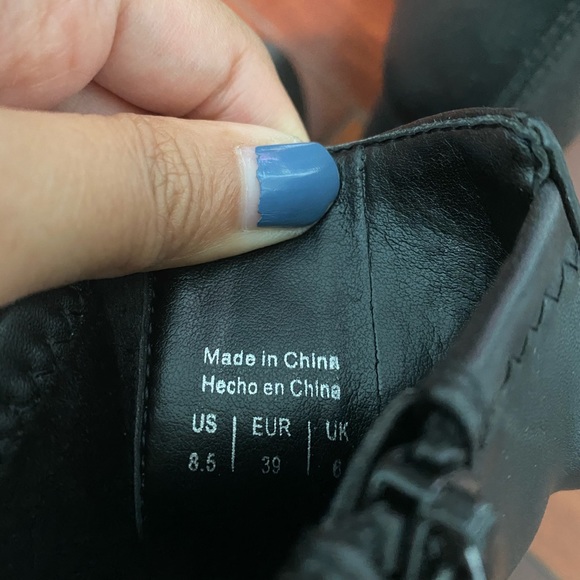 Made in China
Hecho en China
US | EUR | UK
8.5 | 39 | 6